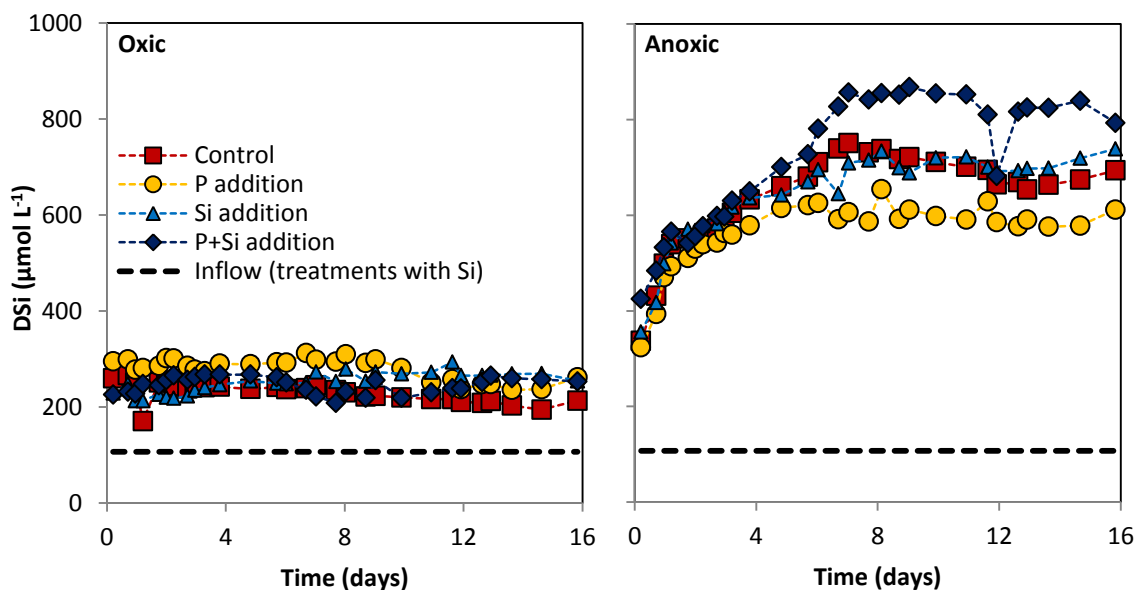 1000
800
600
400
200
0
DSi (µmol L-1)
Oxic
Control
P addition
Si addition
P+Si addition
Inflow (treatments with Si)
0 4 8 12 16
Time (days)
Anoxic
0 4 8 12 16
Time (days)